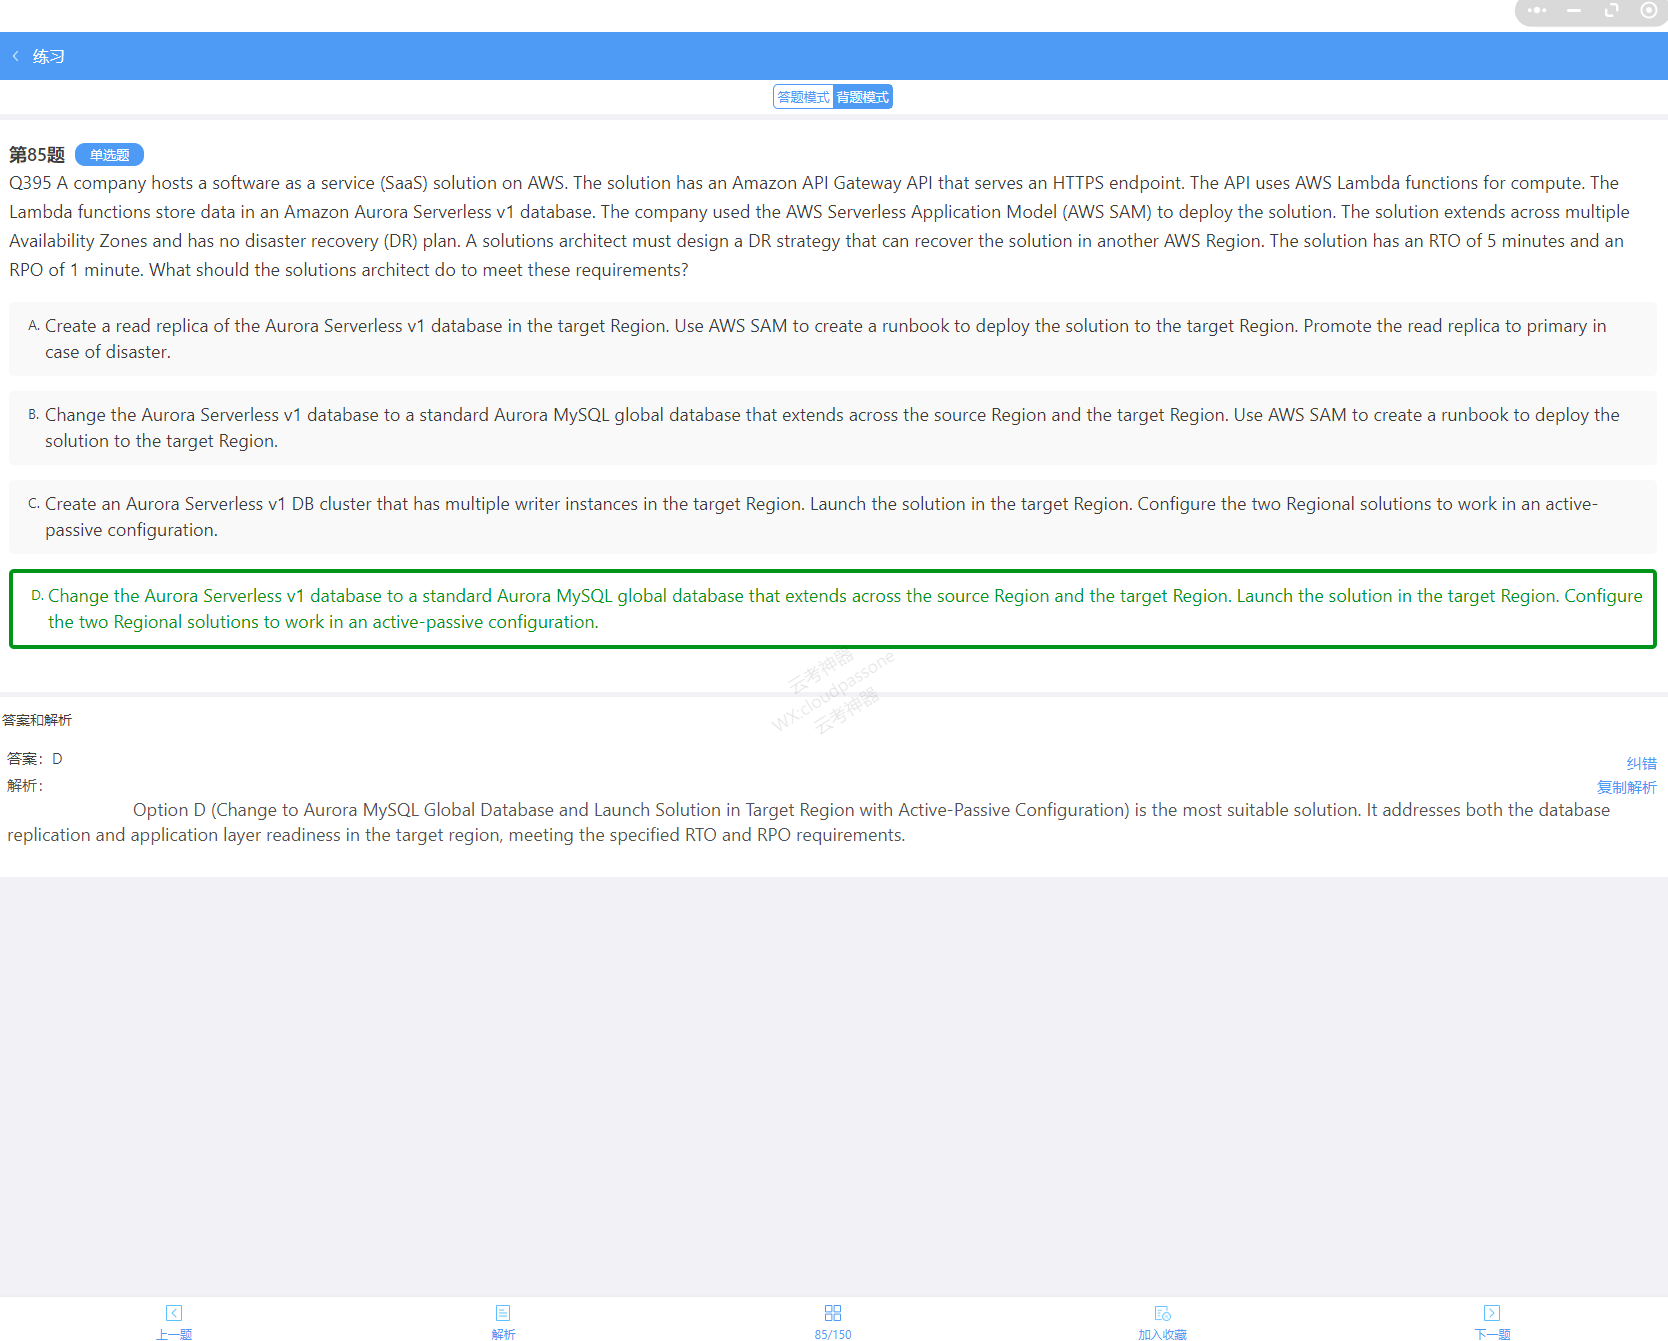 练习
答题模式 背题模式
第85题 单选题
Q395 A company hosts a software as a service (SaaS) solution on AWS. The solution has an Amazon API Gateway API that serves an HTTPS endpoint. The API uses AWS Lambda functions for compute. The
Lambda functions store data in an Amazon Aurora Serverless v1 database. The company used the AWS Serverless Application Model (AWS SAM) to deploy the solution. The solution extends across multiple
Availability Zones and has no disaster recovery (DR) plan. A solutions architect must design a DR strategy that can recover the solution in another AWS Region. The solution has an RTO of 5 minutes and an
RPO of 1 minute. What should the solutions architect do to meet these requirements?
A. Create a read replica of the Aurora Serverless v1 database in the target Region. Use AWS SAM to create a runbook to deploy the solution to the target Region. Promote the read replica to primary in
case of disaster.
B. Change the Aurora Serverless v1 database to a standard Aurora MySQL global database that extends across the source Region and the target Region. Use AWS SAM to create a runbook to deploy the
solution to the target Region.
C. Create an Aurora Serverless v1 DB cluster that has multiple writer instances in the target Region. Launch the solution in the target Region. Configure the two Regional solutions to work in an active-
passive configuration.
D. Change the Aurora Serverless v1 database to a standard Aurora MySQL global database that extends across the source Region and the target Region. Launch the solution in the target Region. Configure
the two Regional solutions to work in an active-passive configuration.
云考神器
WX:cloudpassone
云考神器
答案和解析
答案：D
纠错
解析：
复制解析
Option D (Change to Aurora MySQL Global Database and Launch Solution in Target Region with Active-Passive Configuration) is the most suitable solution. It addresses both the database
replication and application layer readiness in the target region, meeting the specified RTO and RPO requirements.
上一题 解析 85/150 加入收藏 下一题